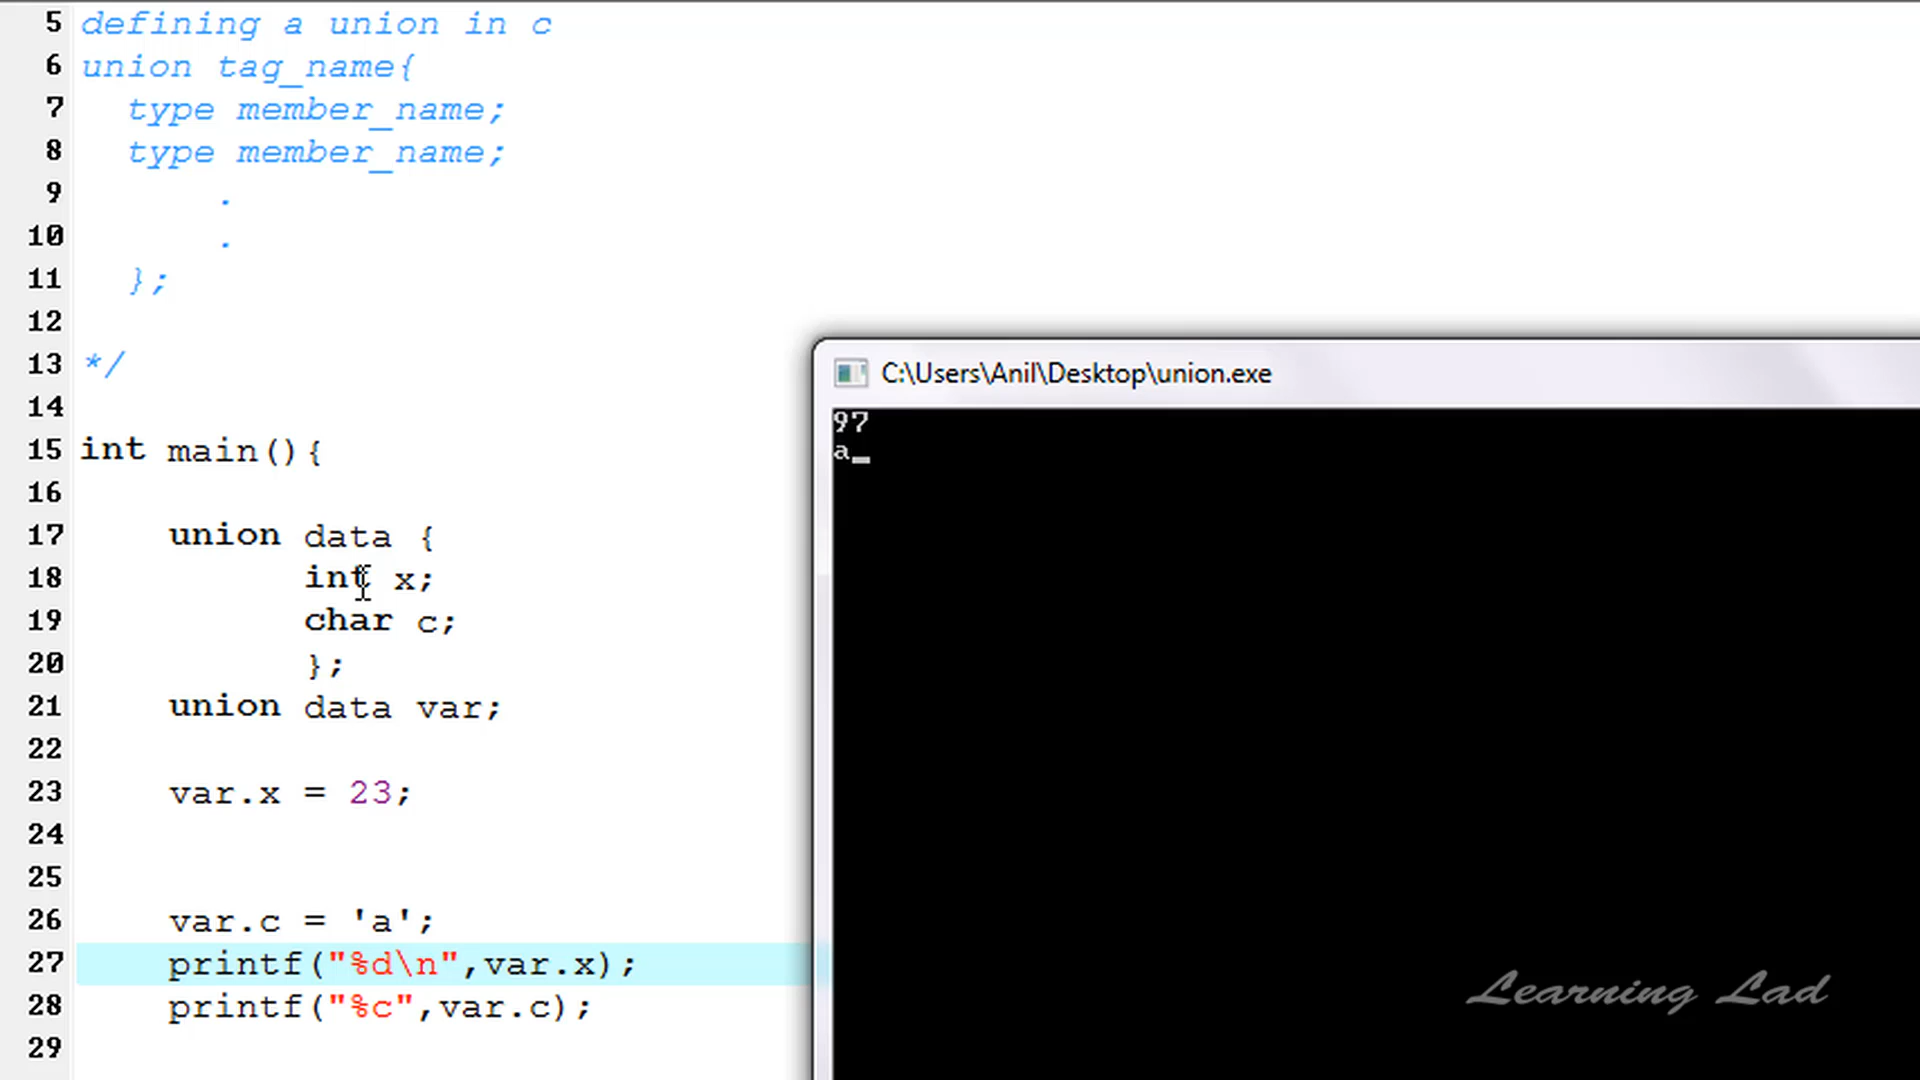 5 defining a union in c
6 union tag_name{
7 type member_name;
8 type member_name;
9 .
10 .
11 };
12
13 */
14
15 int main(){
16
17 union data {
18 int x;
19 char c;
20 };
21 union data var;
22
23 var.x = 23;
24
25
26 var.c = 'a';
27 printf("%d\n",var.x);
28 printf("%c",var.c);
29
C:\Users\Anil\Desktop\union.exe
97
a_
Learning Lad